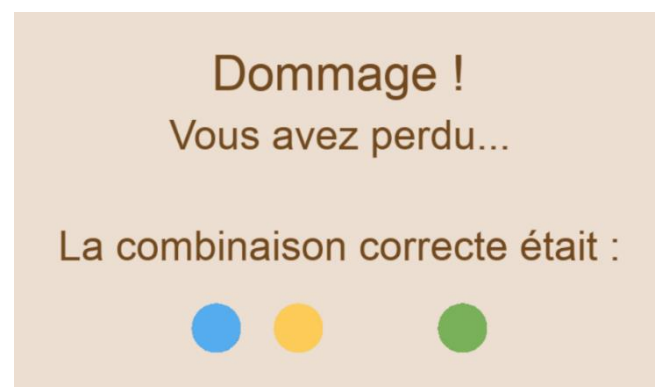 Dommage !
Vous avez perdu...
La combinaison correcte était :